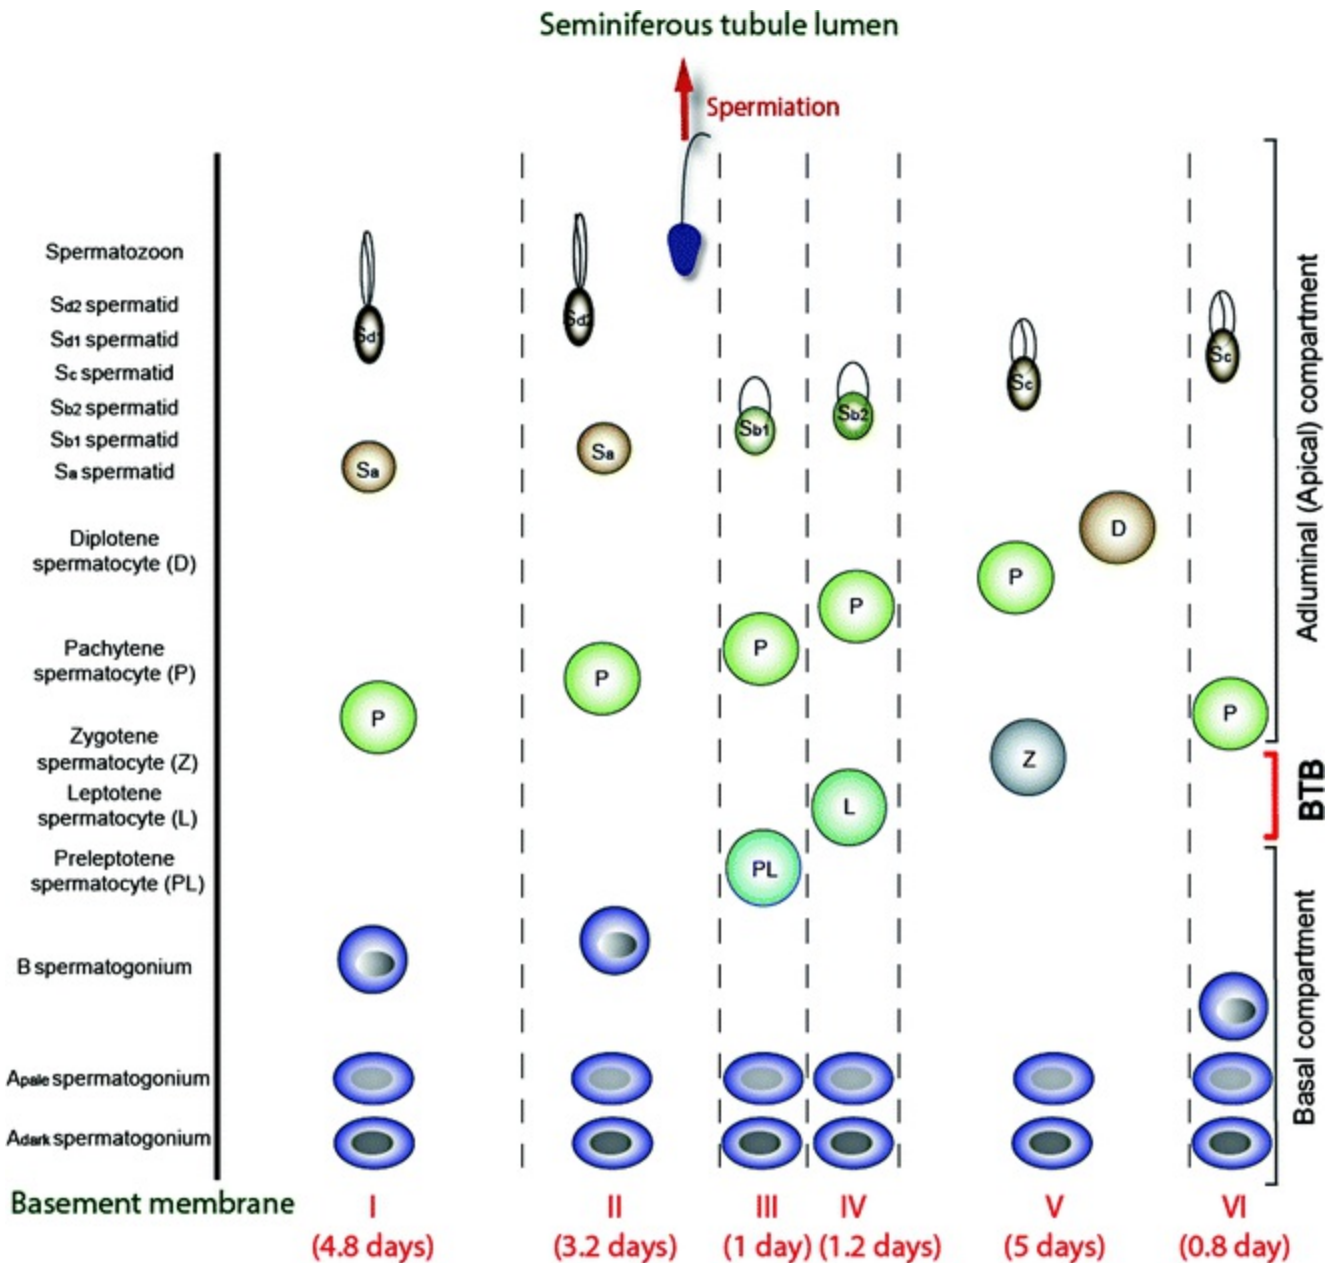 Seminiferous tubule lumen
Spermiation
Spermatozoon
Sd2 spermatid
Sd1 spermatid
Sc spermatid
Sb2 spermatid
Sb1 spermatid
Sa spermatid
Diplotene
spermatocyte (D)
Pachytene
spermatocyte (P)
Zygotene
spermatocyte (Z)
Leptotene
spermatocyte (L)
Preleptotene
spermatocyte (PL)
B spermatogonium
Apale spermatogonium
Adark spermatogonium
Basement membrane
Sd1
Sa
P
Sd2
Sa
P
Sb1
P
PL
Sb2
P
L
Sc
D
P
Z
Sc
P
I
(4.8 days)
II
(3.2 days)
III
(1 day)
IV
(1.2 days)
V
(5 days)
VI
(0.8 day)
Adluminal (Apical) compartment
BTB
Basal compartment